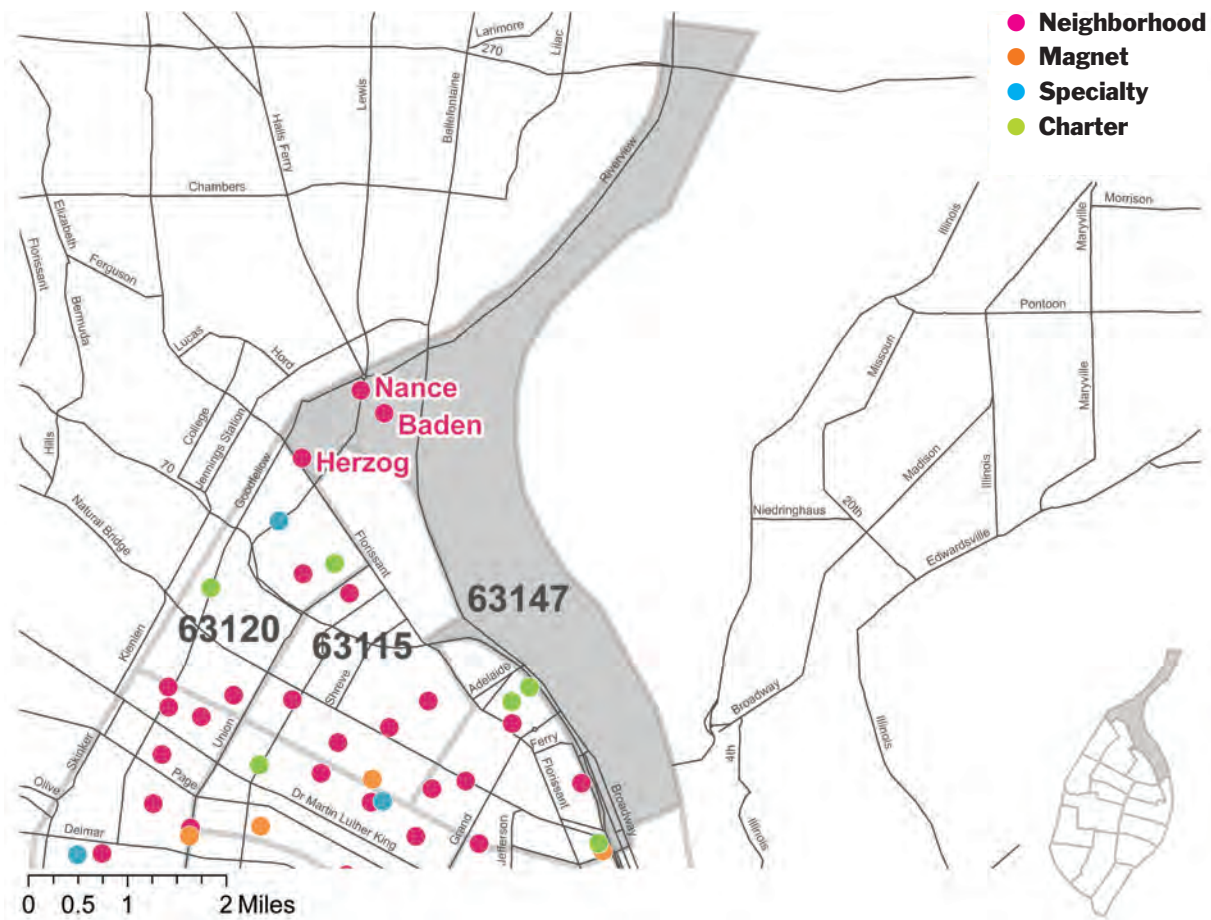 Neighborhood
Magnet
Specialty
Charter
Larimore
270
Lilac
Lewis
Halls Ferry
Bellefontaine
Riverview
Chambers
Elizabeth
Florissant
Ferguson
Bermuda
Lucas
Hord
College
Jennings Station
Hills
70
Goodfellow
Natural Bridge
Nance
Baden
Herzog
Florissant
63147
63120
63115
Kienlen
Shreve
Adelaide
Union
Skinker
Page
Olive
Delmar
Dr Martin Luther King
Grand
Jefferson
Ferry
Florissant
Broadway
Illinois
Maryville
Morrison
Pontoon
Missouri
Maryville
Madison
Illinois
Niedringhaus
20th
Edwardsville
Broadway
4th
Illinois
Illinois
0 0.5 1 2 Miles